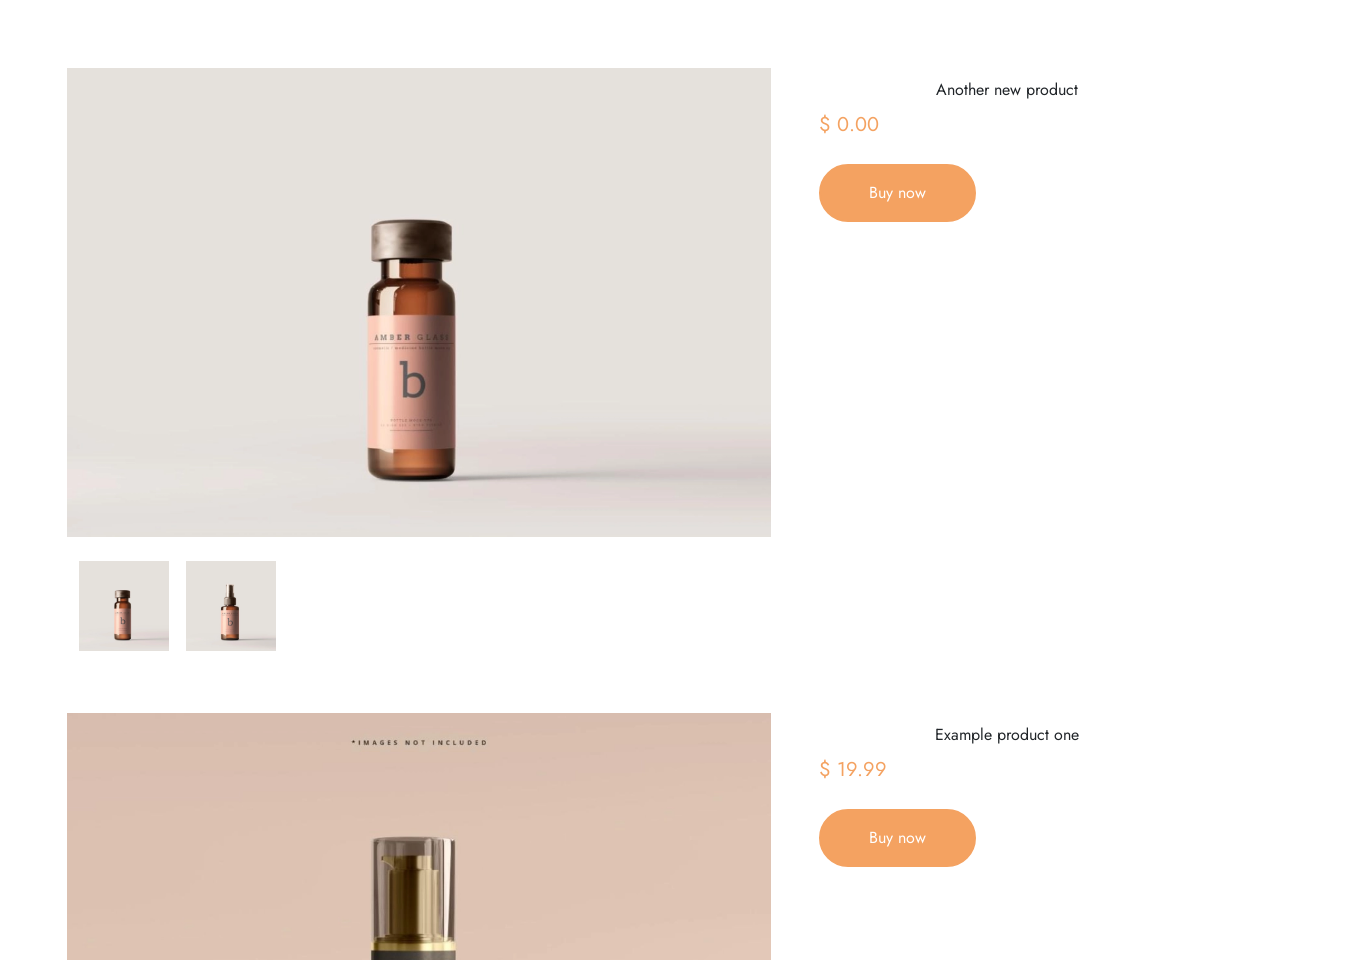 Another new product
$ 0.00
Buy now
AMBER GLASS
b
Example product one
$ 19.99
Buy now
*IMAGES NOT INCLUDED